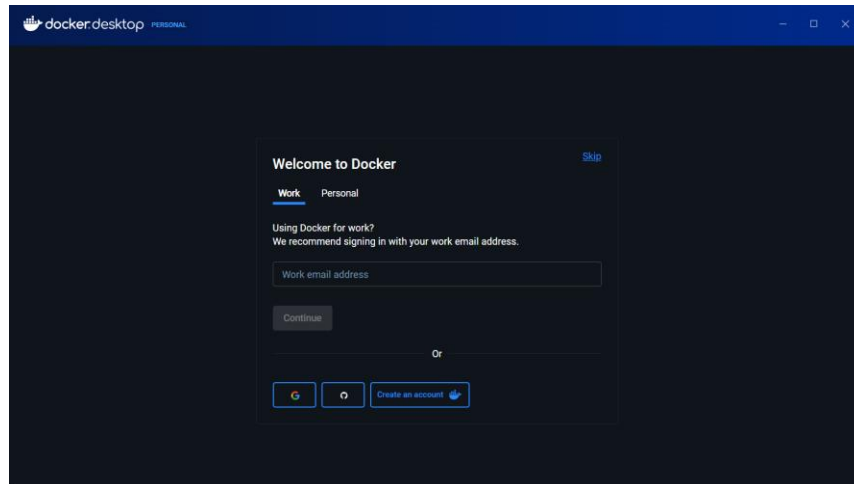 docker.desktop PERSONAL
Welcome to Docker
Skip
Work Personal
Using Docker for work?
We recommend signing in with your work email address.
Work email address
Continue
Or
Create an account